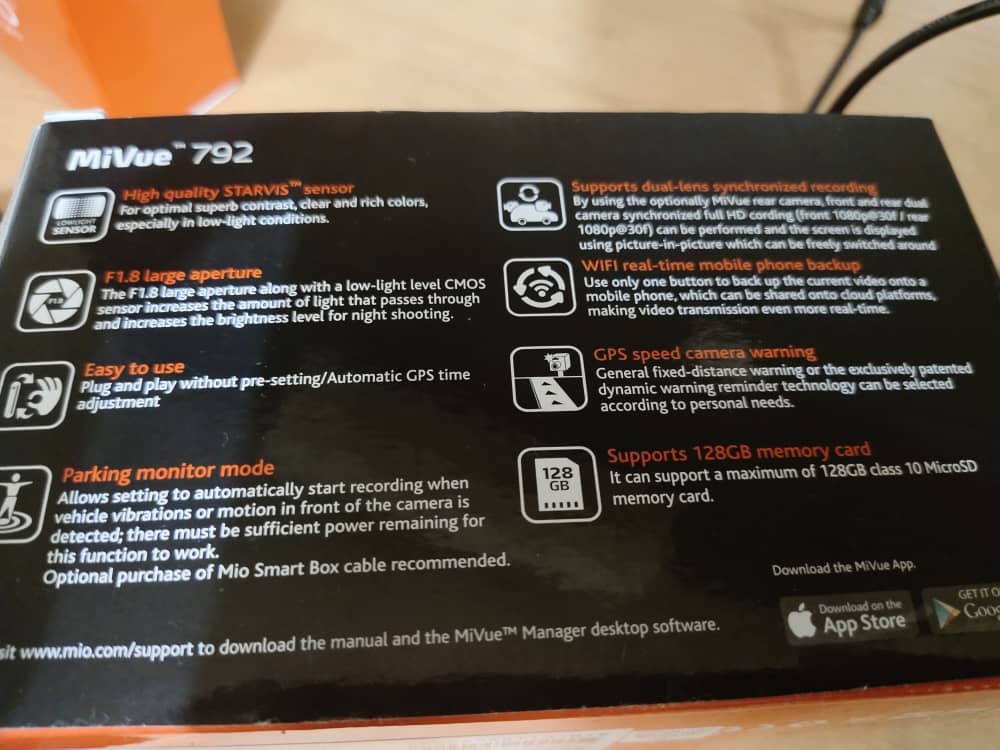 MiVue™ 792
High quality STARVIS™ sensor
For optimal superb contrast, clear and rich colors,
especially in low-light conditions.
LOW LIGHT
SENSOR
F1.8 large aperture
The F1.8 large aperture along with a low-light level CMOS
sensor increases the amount of light that passes through
and increases the brightness level for night shooting.
F1.8
Easy to use
Plug and play without pre-setting/Automatic GPS time
adjustment
Parking monitor mode
Allows setting to automatically start recording when
vehicle vibrations or motion in front of the camera is
detected; there must be sufficient power remaining for
this function to work.
Optional purchase of Mio Smart Box cable recommended.
Supports dual-lens synchronized recording
By using the optionally MiVue rear camera, front and rear dual
camera synchronized full HD cording (front 1080p@30f / rear
1080p@30f) can be performed and the screen is displayed
using picture-in-picture which can be freely switched around
WIFI real-time mobile phone backup
Use only one button to back up the current video onto a
mobile phone, which can be shared onto cloud platforms,
making video transmission even more real-time.
GPS speed camera warning
General fixed-distance warning or the exclusively patented
dynamic warning reminder technology can be selected
according to personal needs.
Supports 128GB memory card
It can support a maximum of 128GB class 10 MicroSD
memory card.
128
GB
Download the MiVue App.
Download on the
App Store
GET IT O
Goog
sit www.mio.com/support to download the manual and the MiVue™ Manager desktop software.